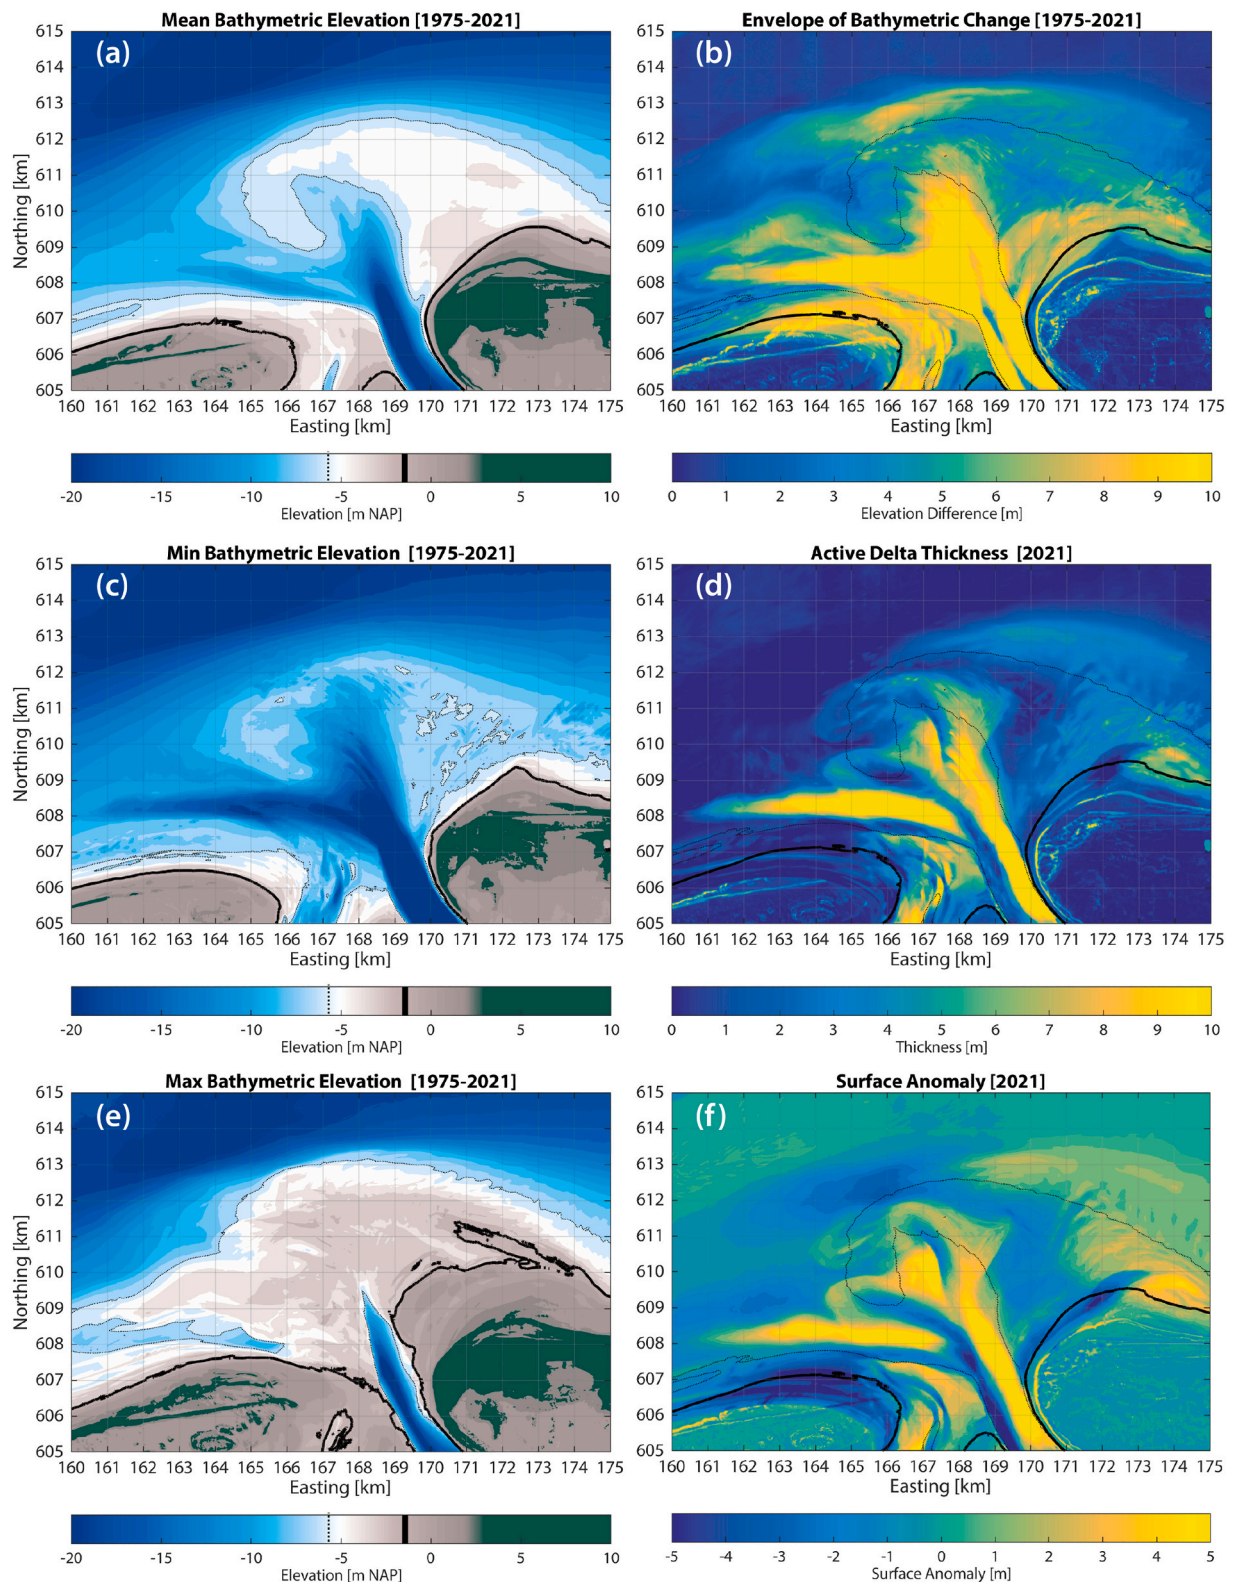 Mean Bathymetric Elevation [1975-2021]
(a)
615
614
613
612
611
610
609
608
607
606
605
Northing [km]
160 161 162 163 164 165 166 167 168 169 170 171 172 173 174 175
Easting [km]
-20 -15 -10 -5 0 5 10
Elevation [m NAP]
Envelope of Bathymetric Change [1975-2021]
(b)
615
614
613
612
611
610
609
608
607
606
605
160 161 162 163 164 165 166 167 168 169 170 171 172 173 174 175
Easting [km]
0 1 2 3 4 5 6 7 8 9 10
Elevation Difference [m]
Min Bathymetric Elevation [1975-2021]
(c)
615
614
613
612
611
610
609
608
607
606
605
Northing [km]
160 161 162 163 164 165 166 167 168 169 170 171 172 173 174 175
Easting [km]
-20 -15 -10 -5 0 5 10
Elevation [m NAP]
Active Delta Thickness [2021]
(d)
615
614
613
612
611
610
609
608
607
606
605
160 161 162 163 164 165 166 167 168 169 170 171 172 173 174 175
Easting [km]
0 1 2 3 4 5 6 7 8 9 10
Thickness [m]
Max Bathymetric Elevation [1975-2021]
(e)
615
614
613
612
611
610
609
608
607
606
605
Northing [km]
160 161 162 163 164 165 166 167 168 169 170 171 172 173 174 175
Easting [km]
-20 -15 -10 -5 0 5 10
Elevation [m NAP]
Surface Anomaly [2021]
(f)
615
614
613
612
611
610
609
608
607
606
605
160 161 162 163 164 165 166 167 168 169 170 171 172 173 174 175
Easting [km]
-5 -4 -3 -2 -1 0 1 2 3 4 5
Surface Anomaly [m]